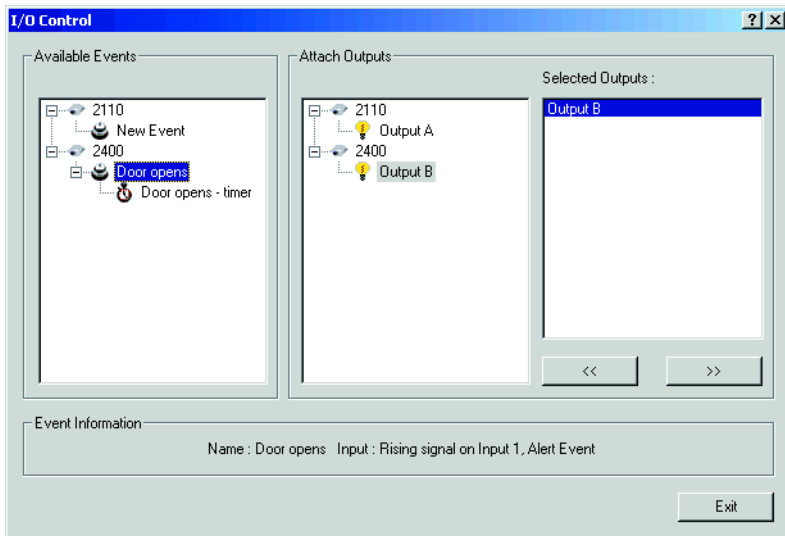 I/O Control
Available Events
2110
New Event
2400
Door opens
Door opens - timer
Attach Outputs
2110
Output A
2400
Output B
Selected Outputs :
Output B
<<
>>
Event Information
Name : Door opens Input : Rising signal on Input 1, Alert Event
Exit